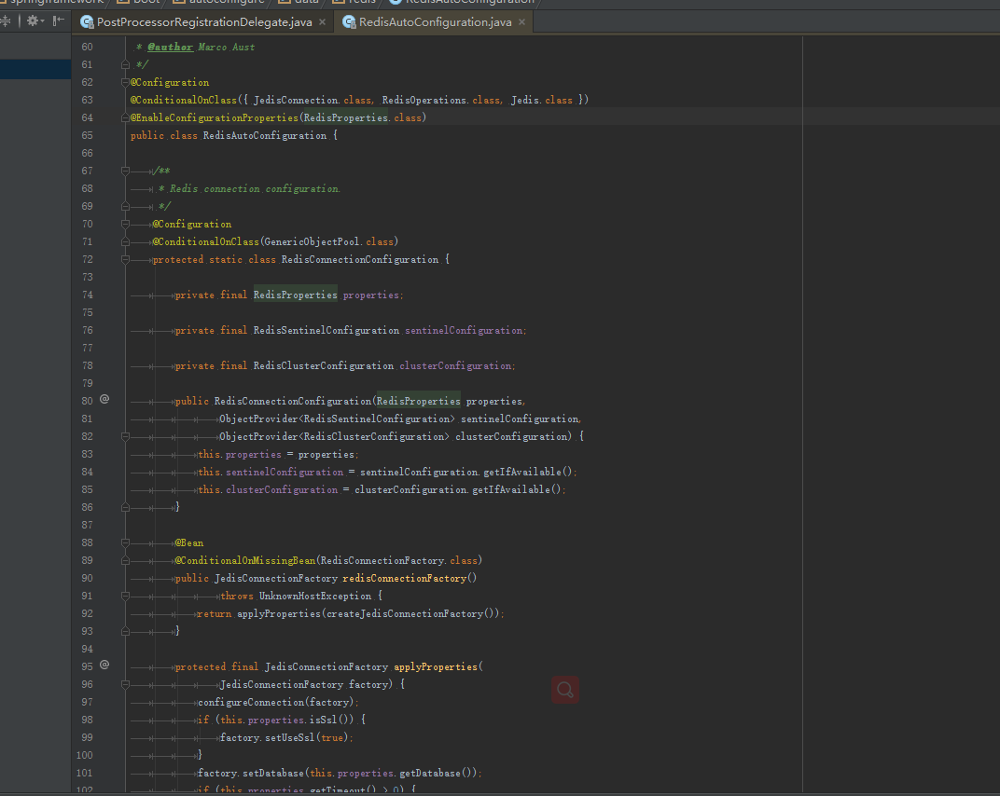 springframework boot autoconfigure data redis RedisAutoConfiguration
PostProcessorRegistrationDelegate.java × RedisAutoConfiguration.java ×
60 * @author Marco Aust
61 */
62 @Configuration
63 @ConditionalOnClass({ JedisConnection.class, RedisOperations.class, Jedis.class })
64 @EnableConfigurationProperties(RedisProperties.class)
65 public class RedisAutoConfiguration {
66
67 /**
68 * Redis connection configuration.
69 */
70 @Configuration
71 @ConditionalOnClass(GenericObjectPool.class)
72 protected static class RedisConnectionConfiguration {
73
74 private final RedisProperties properties;
75
76 private final RedisSentinelConfiguration sentinelConfiguration;
77
78 private final RedisClusterConfiguration clusterConfiguration;
79
80 @ public RedisConnectionConfiguration(RedisProperties properties,
81 ObjectProvider<RedisSentinelConfiguration> sentinelConfiguration,
82 ObjectProvider<RedisClusterConfiguration> clusterConfiguration) {
83 this.properties = properties;
84 this.sentinelConfiguration = sentinelConfiguration.getIfAvailable();
85 this.clusterConfiguration = clusterConfiguration.getIfAvailable();
86 }
87
88 @Bean
89 @ConditionalOnMissingBean(RedisConnectionFactory.class)
90 public JedisConnectionFactory redisConnectionFactory()
91 throws UnknownHostException {
92 return applyProperties(createJedisConnectionFactory());
93 }
94
95 @ protected final JedisConnectionFactory applyProperties(
96 JedisConnectionFactory factory) {
97 configureConnection(factory);
98 if (this.properties.isSsl()) {
99 factory.setUseSsl(true);
100 }
101 factory.setDatabase(this.properties.getDatabase());
102 if (this.properties.getTimeout() > 0) {